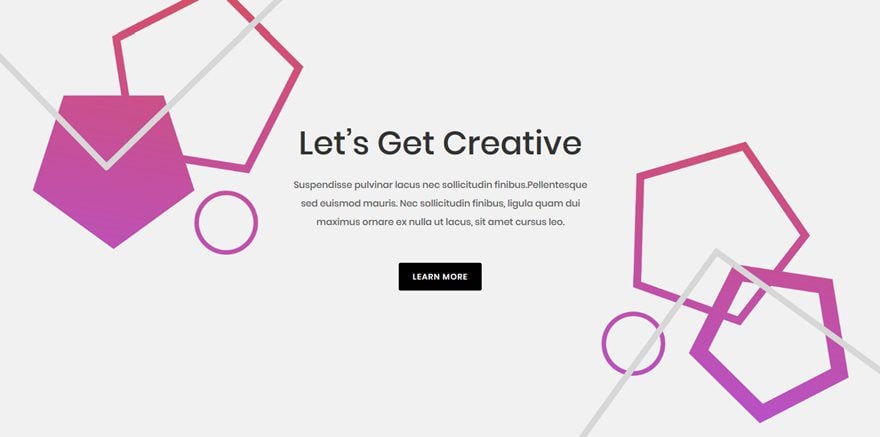 Let’s Get Creative
Suspendisse pulvinar lacus nec sollicitudin finibus.Pellentesque
sed euismod mauris. Nec sollicitudin finibus, ligula quam dui
maximus ornare ex nulla ut lacus, sit amet cursus leo.
LEARN MORE